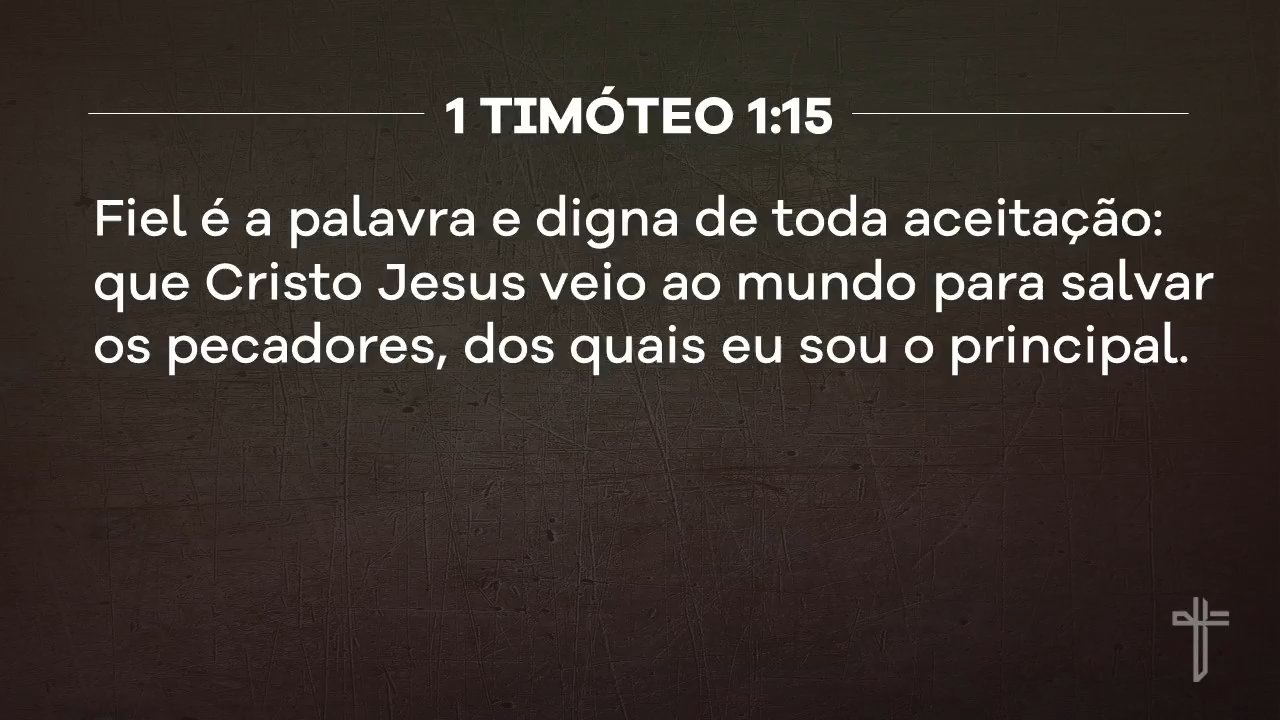 1 TIMÓTEO 1:15
Fiel é a palavra e digna de toda aceitação:
que Cristo Jesus veio ao mundo para salvar
os pecadores, dos quais eu sou o principal.